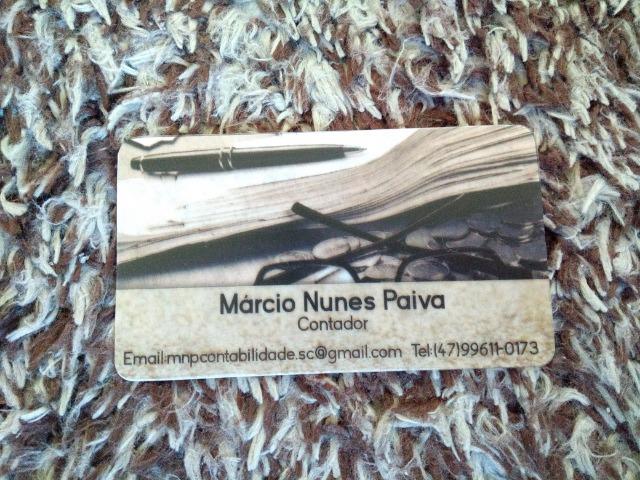 Márcio Nunes Paiva
Contador
Email:mnpcontabilidade.sc@gmail.com Tel:(47)99611-0173